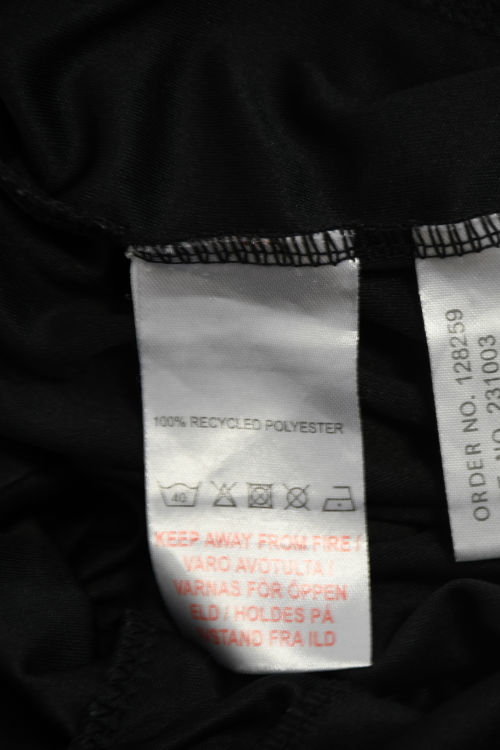 100% RECYCLED POLYESTER
40
KEEP AWAY FROM FIRE /
VARO AVOTULTA /
VARNAS FÖR ÖPPEN
ELD / HOLDES PÅ
AVSTAND FRA ILD
ORDER NO. 128259
NO. 231003